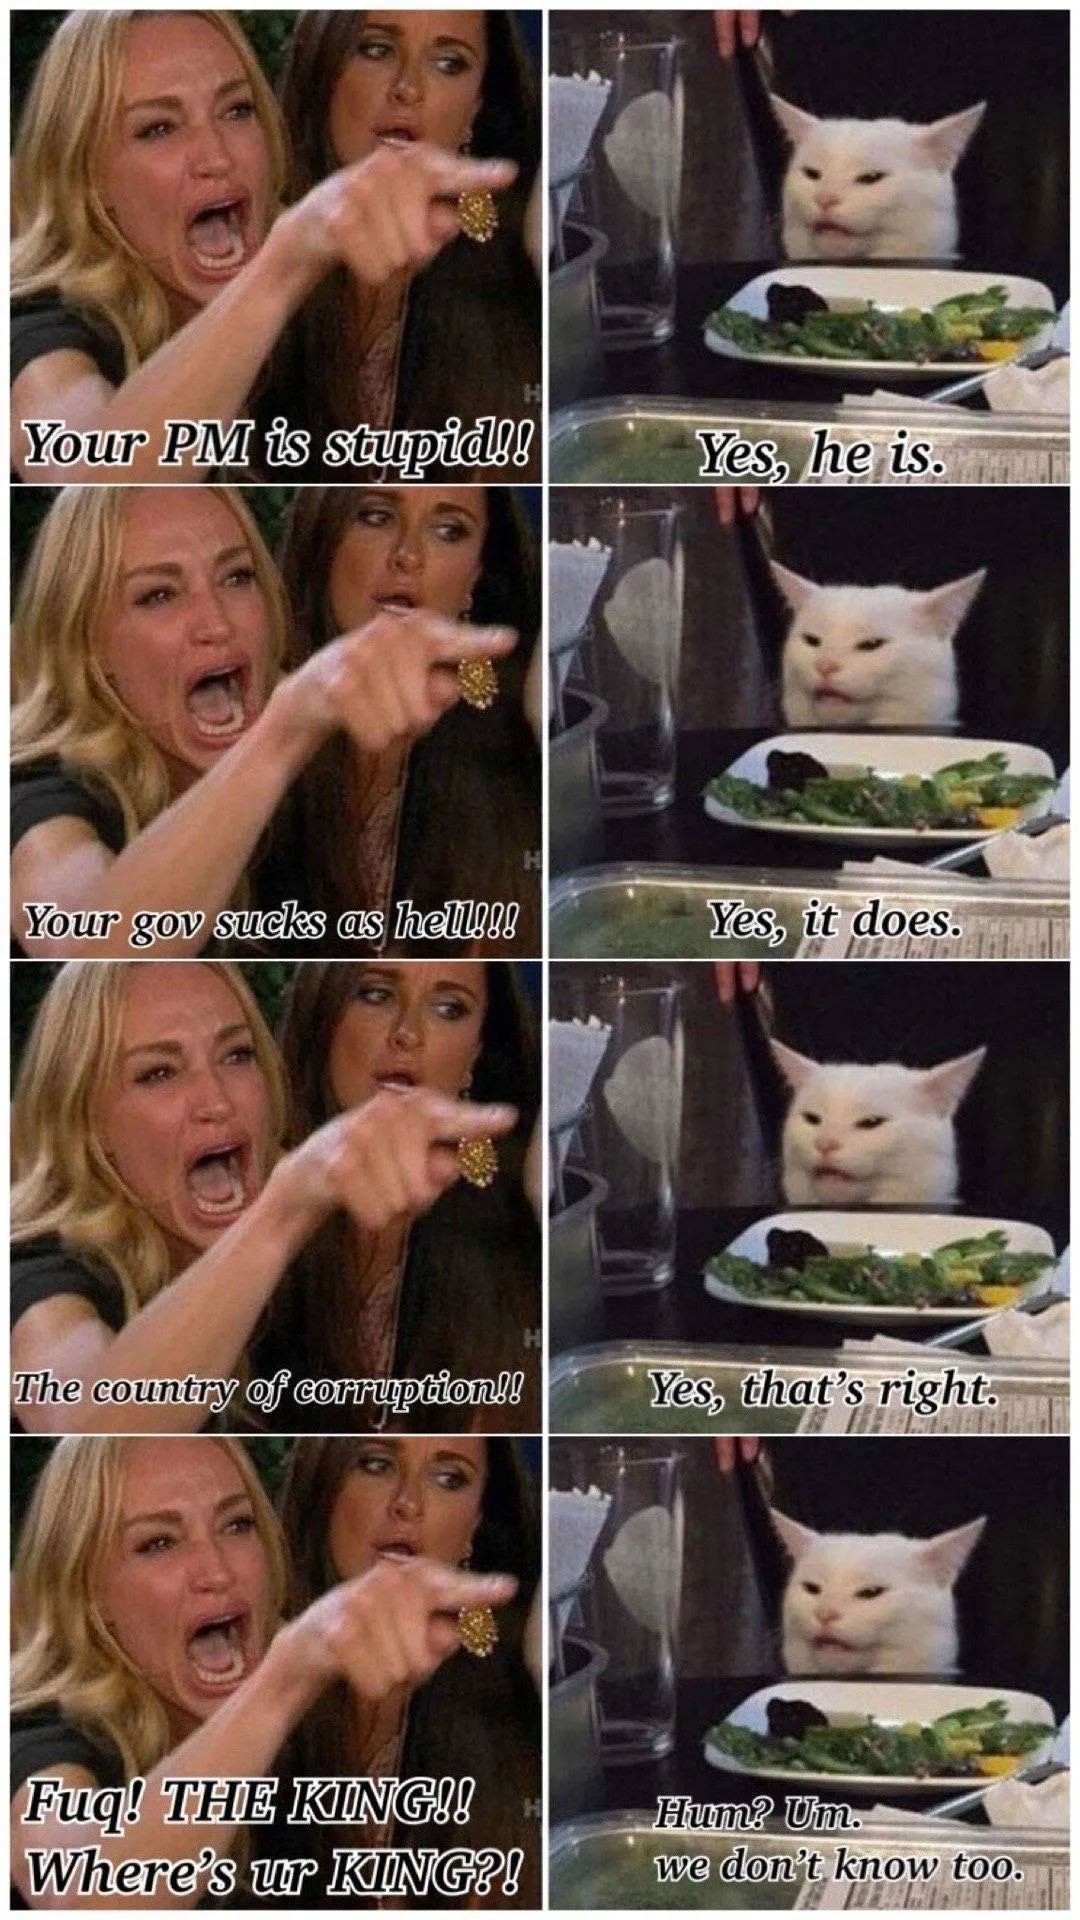 Your PM is stupid!!
Yes, he is.
Your gov sucks as hell!!!
Yes, it does.
The country of corruption!!
Yes, that's right.
Fuq! THE KING!!
Where's ur KING?!
Hum? Um.
we don't know too.